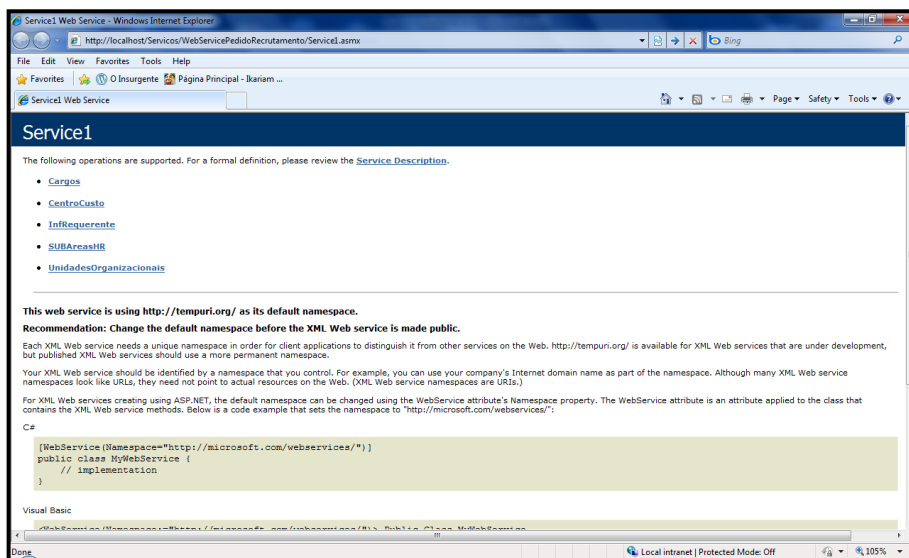 Service1 Web Service - Windows Internet Explorer
http://localhost/Servicos/WebServicePedidoRecrutamento/Service1.asmx
Bing
File Edit View Favorites Tools Help
Favorites O Insurgente Página Principal - Ikariam ...
Service1 Web Service
Page Safety Tools
Service1
The following operations are supported. For a formal definition, please review the Service Description.
Cargos
CentroCusto
InfRequerente
SUBAreasHR
UnidadesOrganizacionais
This web service is using http://tempuri.org/ as its default namespace.
Recommendation: Change the default namespace before the XML Web service is made public.
Each XML Web service needs a unique namespace in order for client applications to distinguish it from other services on the Web. http://tempuri.org/ is available for XML Web services that are under development,
but published XML Web services should use a more permanent namespace.
Your XML Web service should be identified by a namespace that you control. For example, you can use your company's Internet domain name as part of the namespace. Although many XML Web service
namespaces look like URLs, they need not point to actual resources on the Web. (XML Web service namespaces are URIs.)
For XML Web services creating using ASP.NET, the default namespace can be changed using the WebService attribute's Namespace property. The WebService attribute is an attribute applied to the class that
contains the XML Web service methods. Below is a code example that sets the namespace to "http://microsoft.com/webservices/":
C#
[WebService(Namespace="http://microsoft.com/webservices/")]
public class MyWebService {
// implementation
}
Visual Basic
<WebService(Namespace:="http://microsoft.com/webservices/")> Public Class MyWebService
Done
Local intranet | Protected Mode: Off
105%